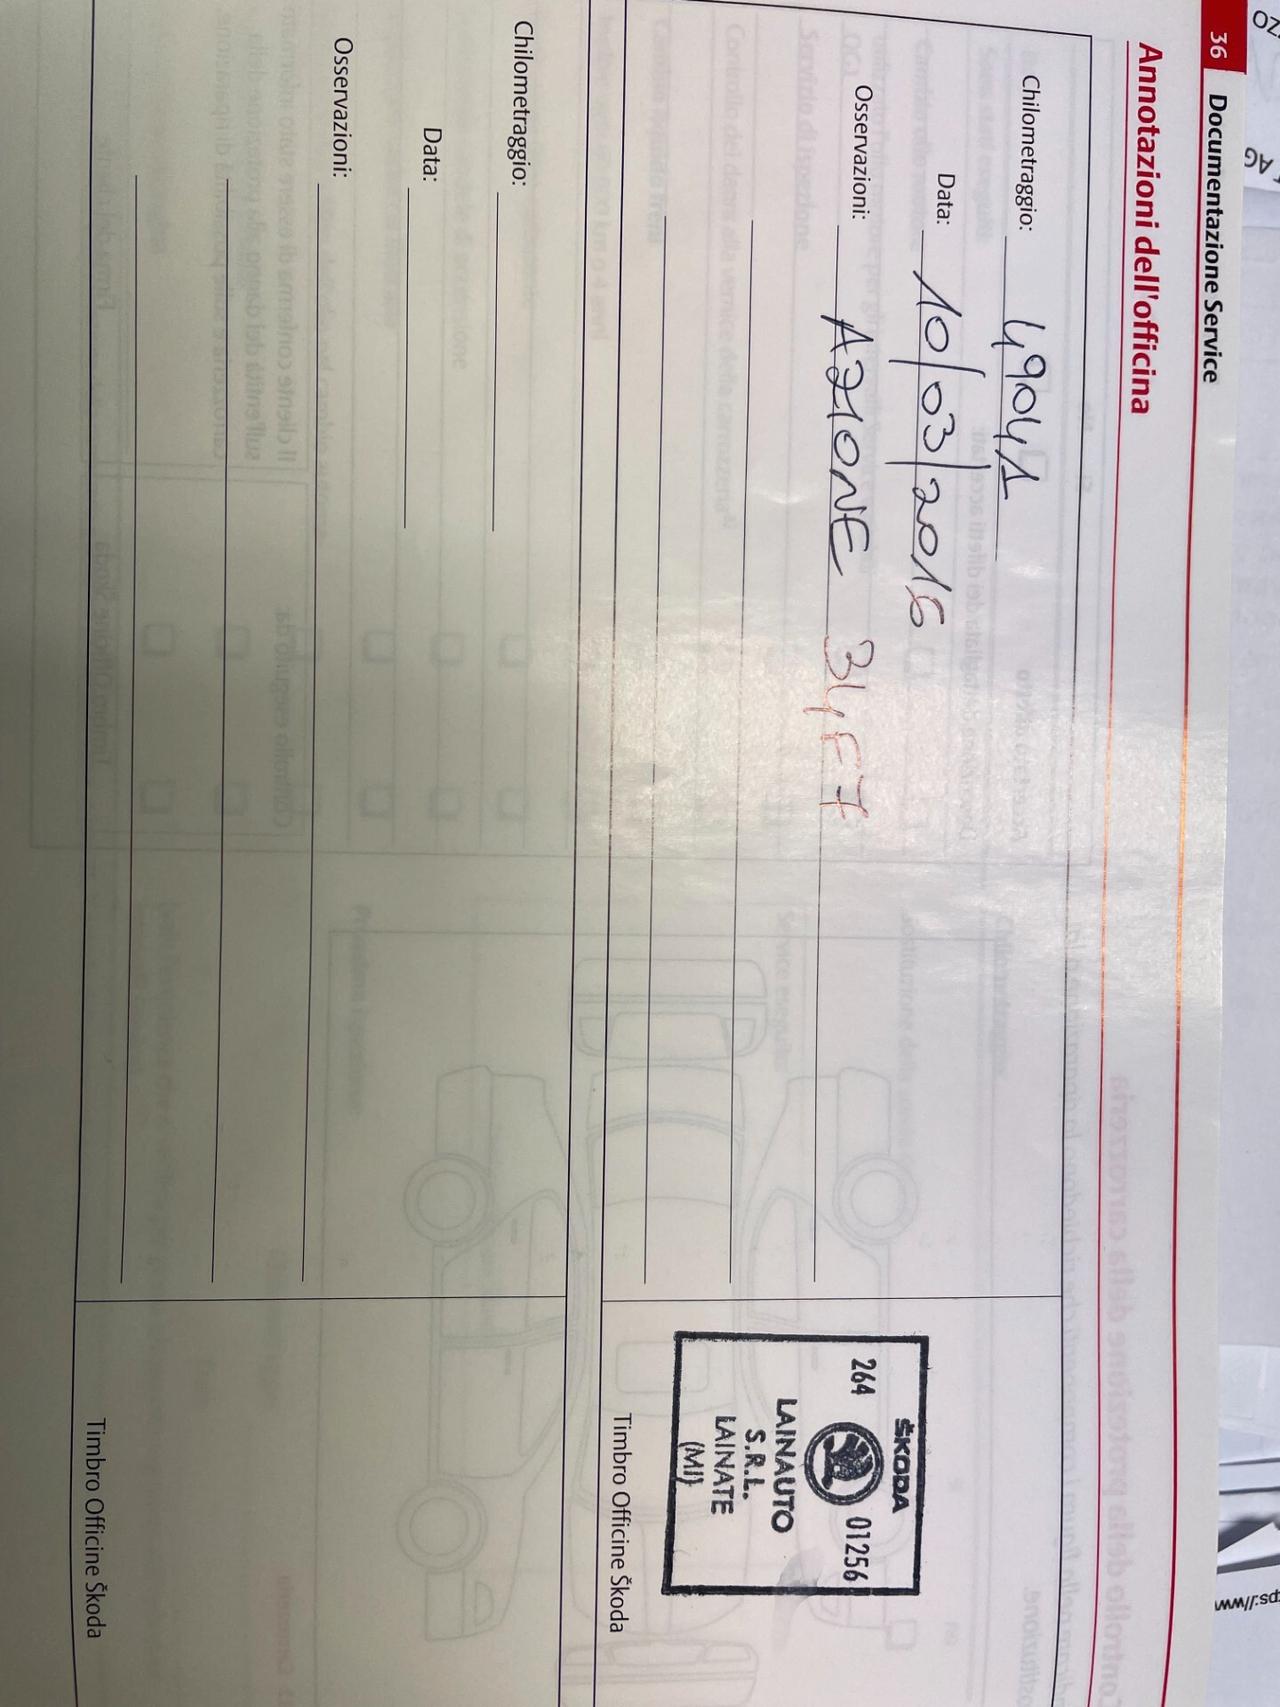 36 Documentazione Service
Annotazioni dell'officina
Chilometraggio: 49041
Data: 10/03/2016
Osservazioni: AZIONE 34F7
ŠKODA
264 01256
LAINAUTO
S.R.L.
LAINATE
(MI)
Timbro Officine Škoda
Chilometraggio:
Data:
Osservazioni:
Timbro Officine Škoda